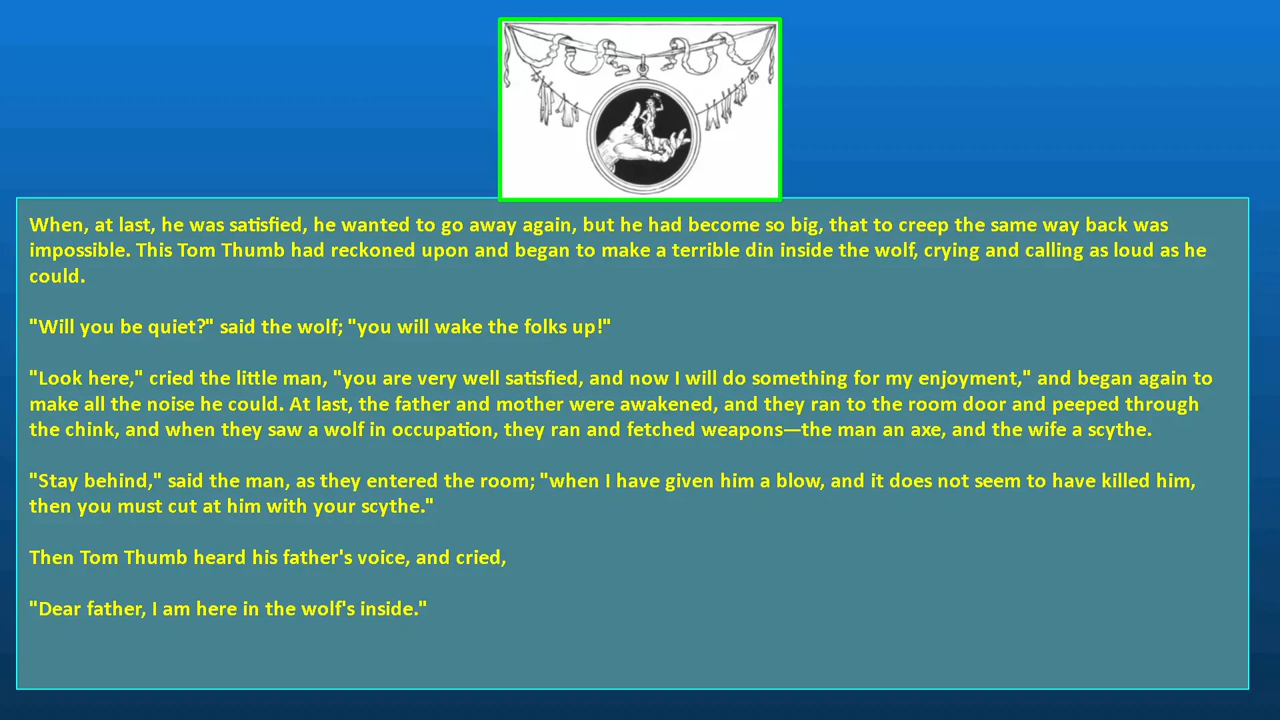 When, at last, he was satisfied, he wanted to go away again, but he had become so big, that to creep the same way back was
impossible. This Tom Thumb had reckoned upon and began to make a terrible din inside the wolf, crying and calling as loud as he
could.
"Will you be quiet?" said the wolf; "you will wake the folks up!"
"Look here," cried the little man, "you are very well satisfied, and now I will do something for my enjoyment," and began again to
make all the noise he could. At last, the father and mother were awakened, and they ran to the room door and peeped through
the chink, and when they saw a wolf in occupation, they ran and fetched weapons—the man an axe, and the wife a scythe.
"Stay behind," said the man, as they entered the room; "when I have given him a blow, and it does not seem to have killed him,
then you must cut at him with your scythe."
Then Tom Thumb heard his father's voice, and cried,
"Dear father, I am here in the wolf's inside."